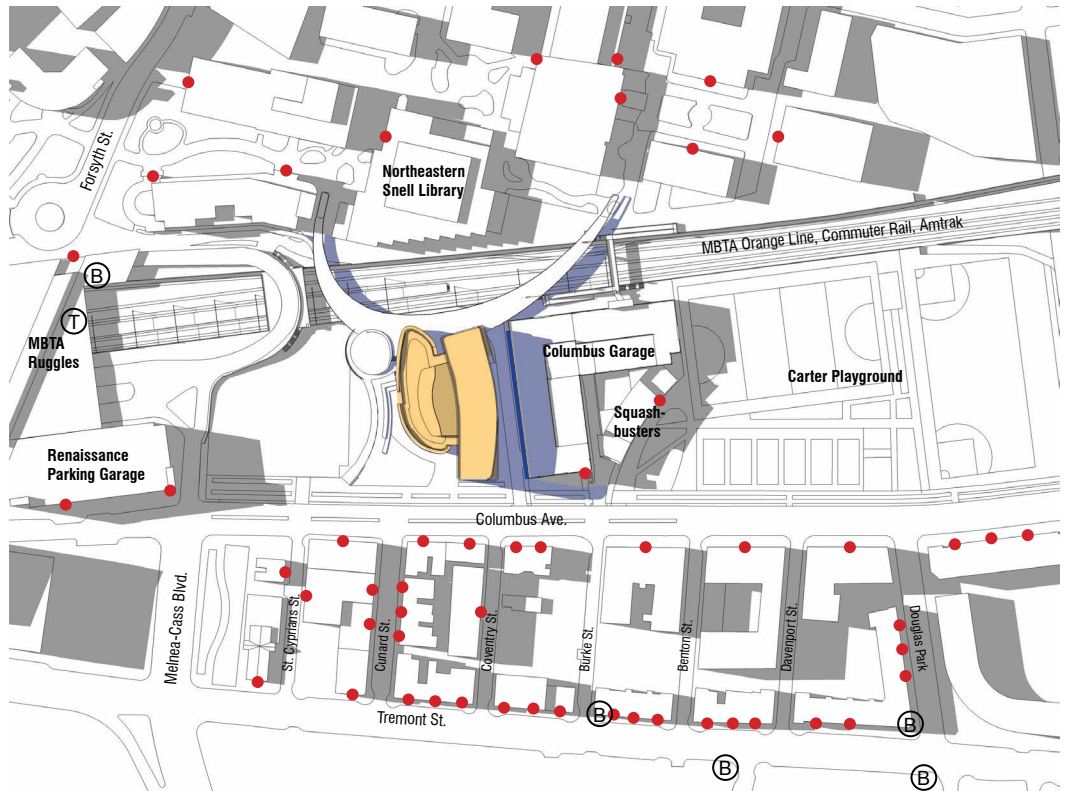 Forsyth St.
Northeastern
Snell Library
MBTA Orange Line, Commuter Rail, Amtrak
B
T
MBTA
Ruggles
Columbus Garage
Carter Playground
Squash-
busters
Renaissance
Parking Garage
Columbus Ave.
Melnea-Cass Blvd.
St. Cyprians St.
Cunard St.
Coventry St.
Burke St.
Benton St.
Davenport St.
Douglas Park
Tremont St.
B
B
B
B